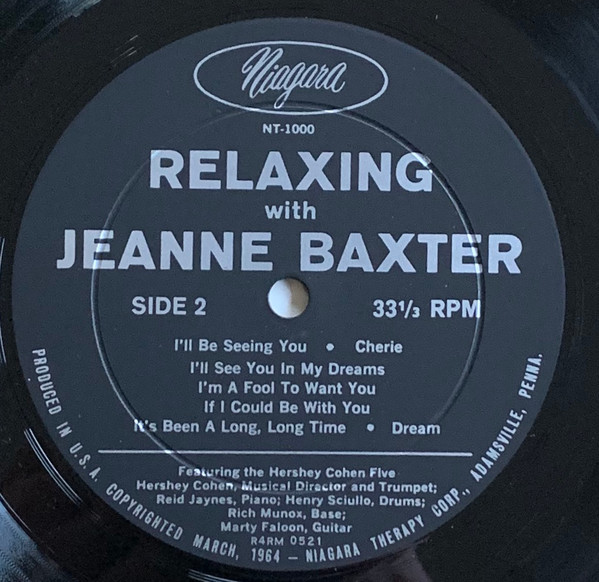 Niagara
NT-1000
RELAXING
with
JEANNE BAXTER
SIDE 2 33 1/3 RPM
I'll Be Seeing You • Cherie
I'll See You In My Dreams
I'm A Fool To Want You
If I Could Be With You
It's Been A Long, Long Time • Dream
Featuring the Hershey Cohen Five
Hershey Cohen, Musical Director and Trumpet;
Reid Jaynes, Piano; Henry Sciullo, Drums;
Rich Munox, Base;
Marty Faloon, Guitar
R4RM 0521
PRODUCED IN U.S.A. COPYRIGHTED MARCH, 1964 — NIAGARA THERAPY CORP., ADAMSVILLE, PENNA.